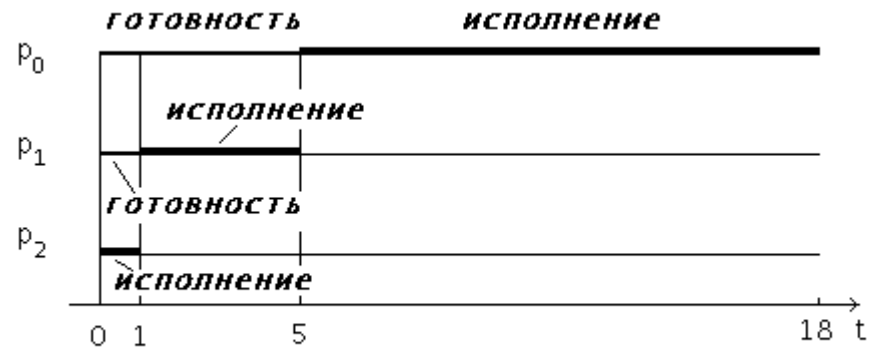 готовность исполнение
p0
исполнение
p1
готовность
p2
исполнение
0 1 5 18 t